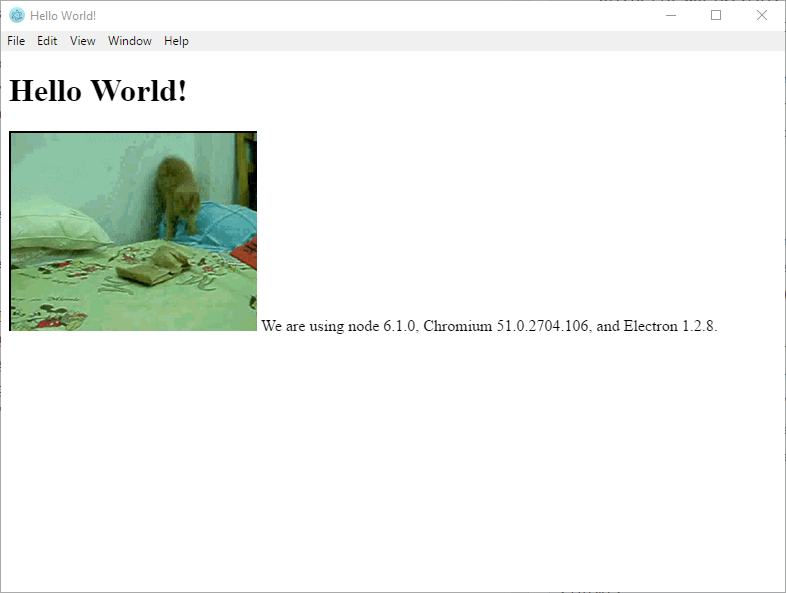 Hello World!
File Edit View Window Help
Hello World!
We are using node 6.1.0, Chromium 51.0.2704.106, and Electron 1.2.8.